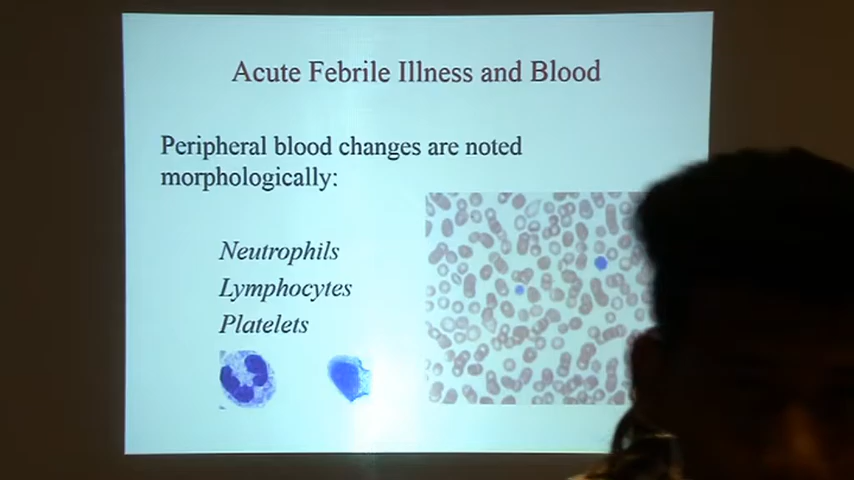 Acute Febrile Illness and Blood
Peripheral blood changes are noted
morphologically:
Neutrophils
Lymphocytes
Platelets